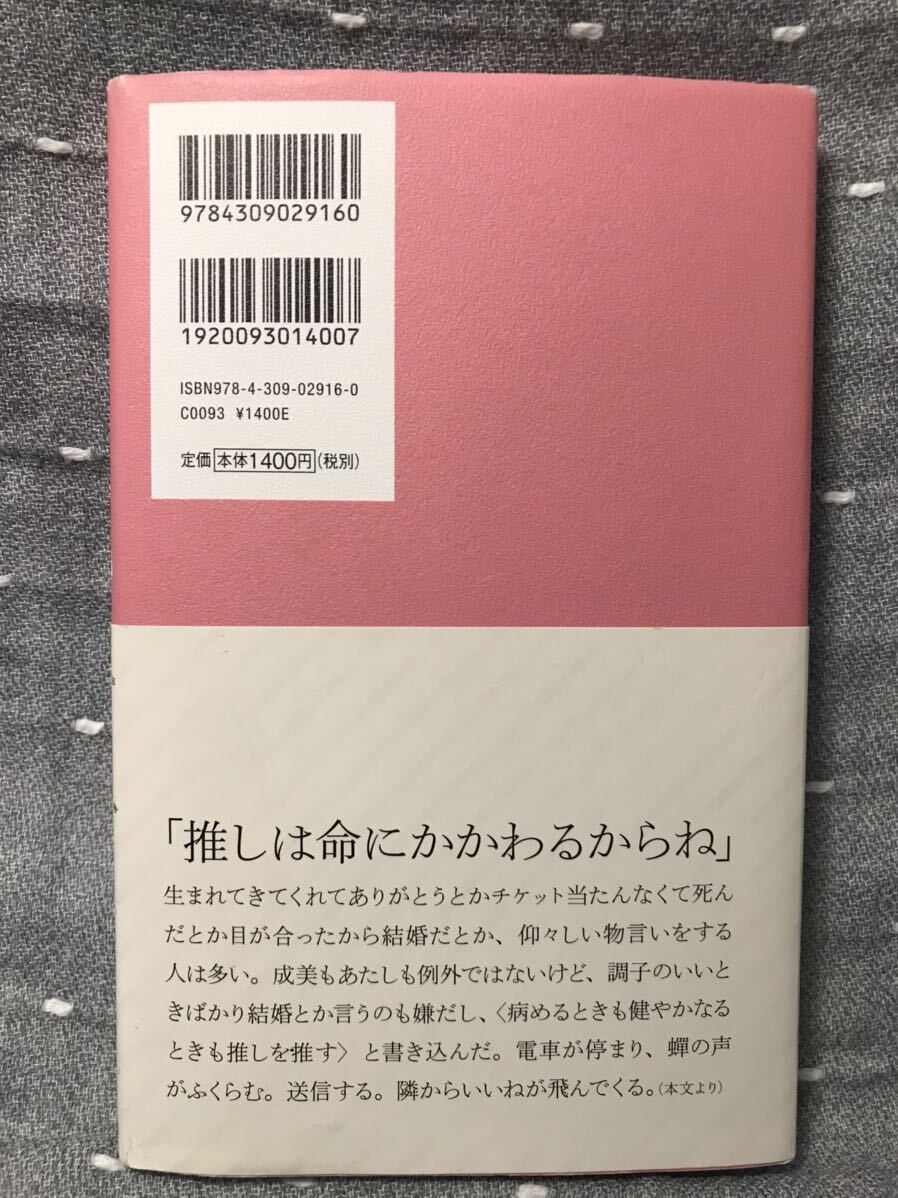 9784309029160
1920093014007
ISBN978-4-309-02916-0
C0093 ¥1400E
定価 本体1400円(税別)
「推しは命にかかわるからね」
生まれてきてくれてありがとうとかチケット当たんなくて死ん
だとか目が合ったから結婚だとか、仰々しい物言いをする
人は多い。成美もあたしも例外ではないけど、調子のいいと
きばかり結婚とか言うのも嫌だし、〈病めるときも健やかなる
ときも推しを推す〉と書き込んだ。電車が停まり、蟬の声
がふくらむ。送信する。隣からいいねが飛んでくる。(本文より)